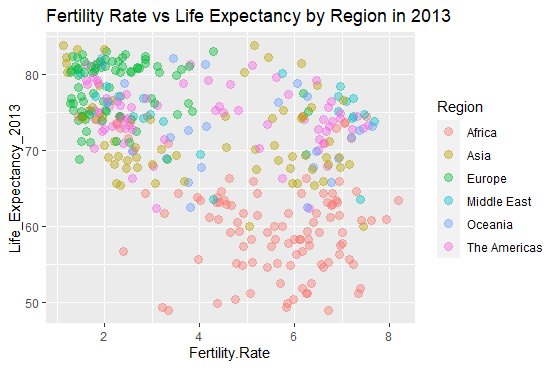 Fertility Rate vs Life Expectancy by Region in 2013
Life_Expectancy_2013
80
70
60
50
2
4
6
8
Fertility.Rate
Region
Africa
Asia
Europe
Middle East
Oceania
The Americas